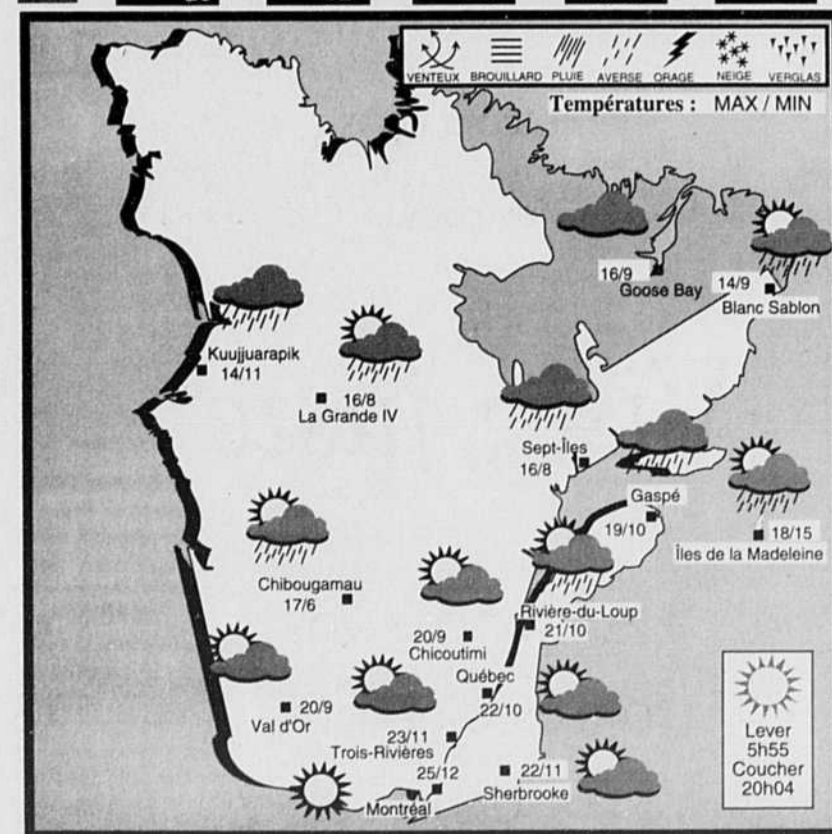 VENTEUX BROUILLARD PLUIE AVERSE ORAGE NEIGE VERGLAS
Températures : MAX / MIN
16/9
Goose Bay
14/9
Blanc Sablon
Kuujjuarapik
14/11
16/8
La Grande IV
Sept-Îles
16/8
Gaspé
19/10
18/15
Îles de la Madeleine
Chibougamau
17/6
Rivière-du-Loup
21/10
20/9
Chicoutimi
Québec
22/10
20/9
Val d'Or
23/11
Trois-Rivières
25/12
Montréal
22/11
Sherbrooke
Lever
5h55
Coucher
20h04